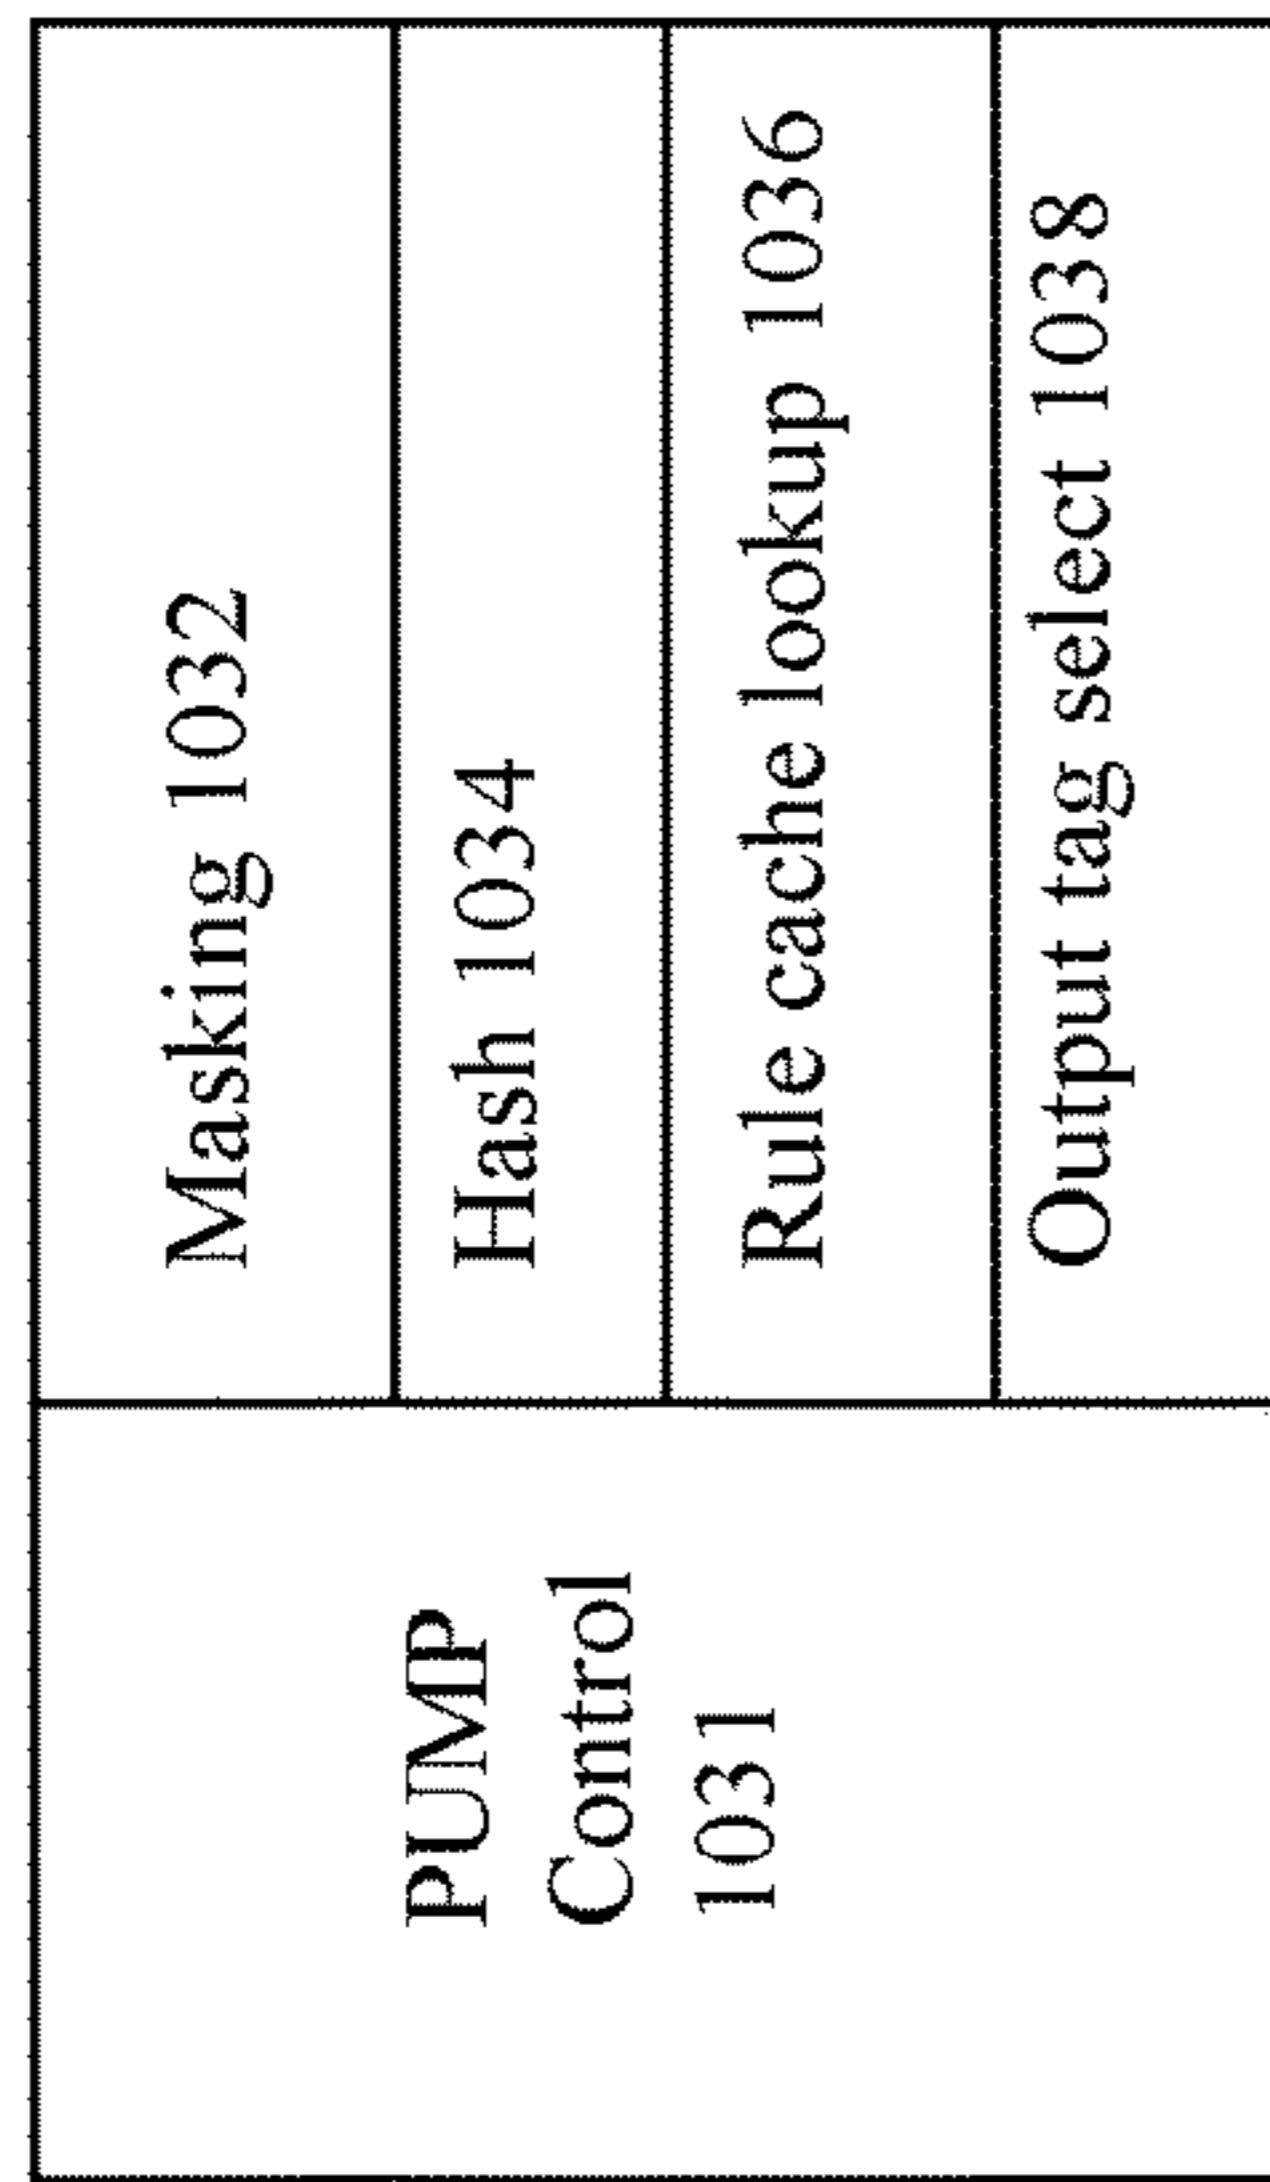 PUMP
Control
1031
Masking 1032
Hash 1034
Rule cache lookup 1036
Output tag select 1038